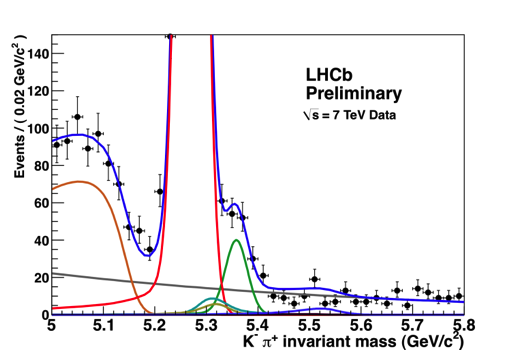 Events / ( 0.02 GeV/c² )
140
120
100
80
60
40
20
0
LHCb
Preliminary
√s = 7 TeV Data
5 5.1 5.2 5.3 5.4 5.5 5.6 5.7 5.8
K⁻π⁺ invariant mass (GeV/c²)